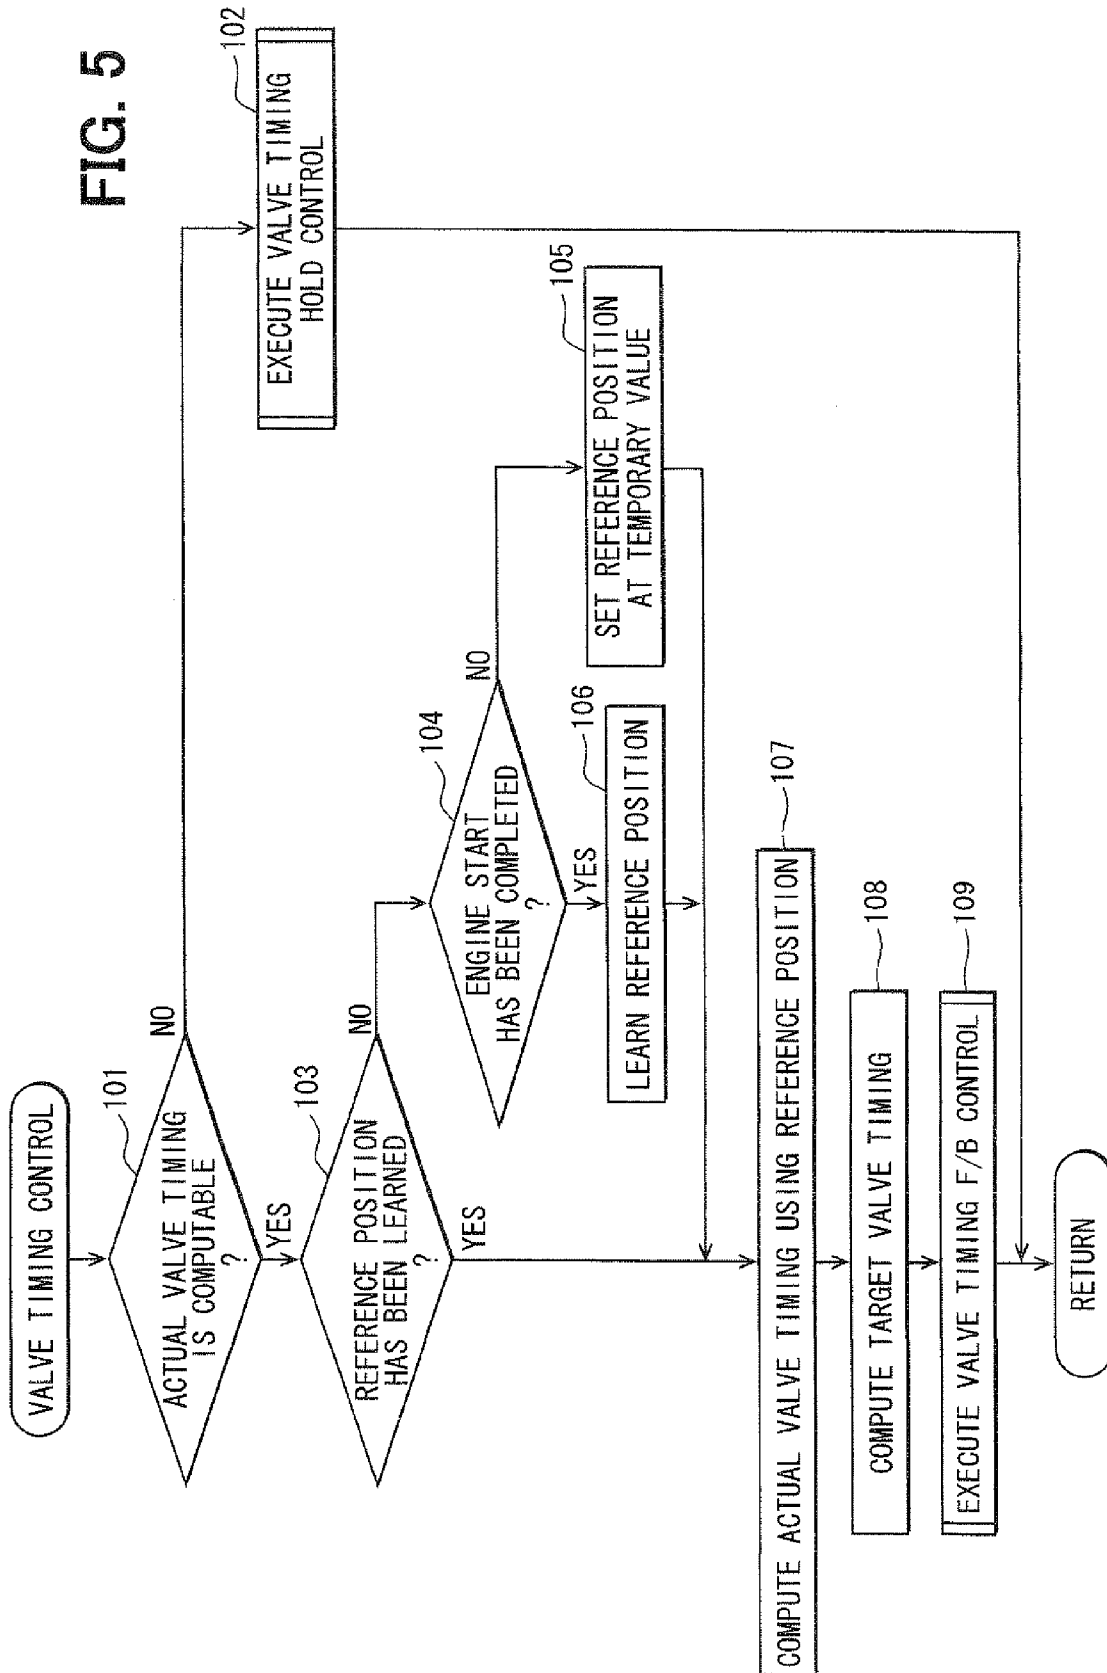 FIG. 5
VALVE TIMING CONTROL
101
ACTUAL VALVE TIMING
IS COMPUTABLE
?
NO
YES
102
EXECUTE VALVE TIMING
HOLD CONTROL
103
REFERENCE POSITION
HAS BEEN LEARNED
?
NO
YES
104
ENGINE START
HAS BEEN COMPLETED
?
NO
YES
105
SET REFERENCE POSITION
AT TEMPORARY VALUE
106
LEARN REFERENCE POSITION
107
COMPUTE ACTUAL VALVE TIMING USING REFERENCE POSITION
108
COMPUTE TARGET VALVE TIMING
109
EXECUTE VALVE TIMING F/B CONTROL
RETURN